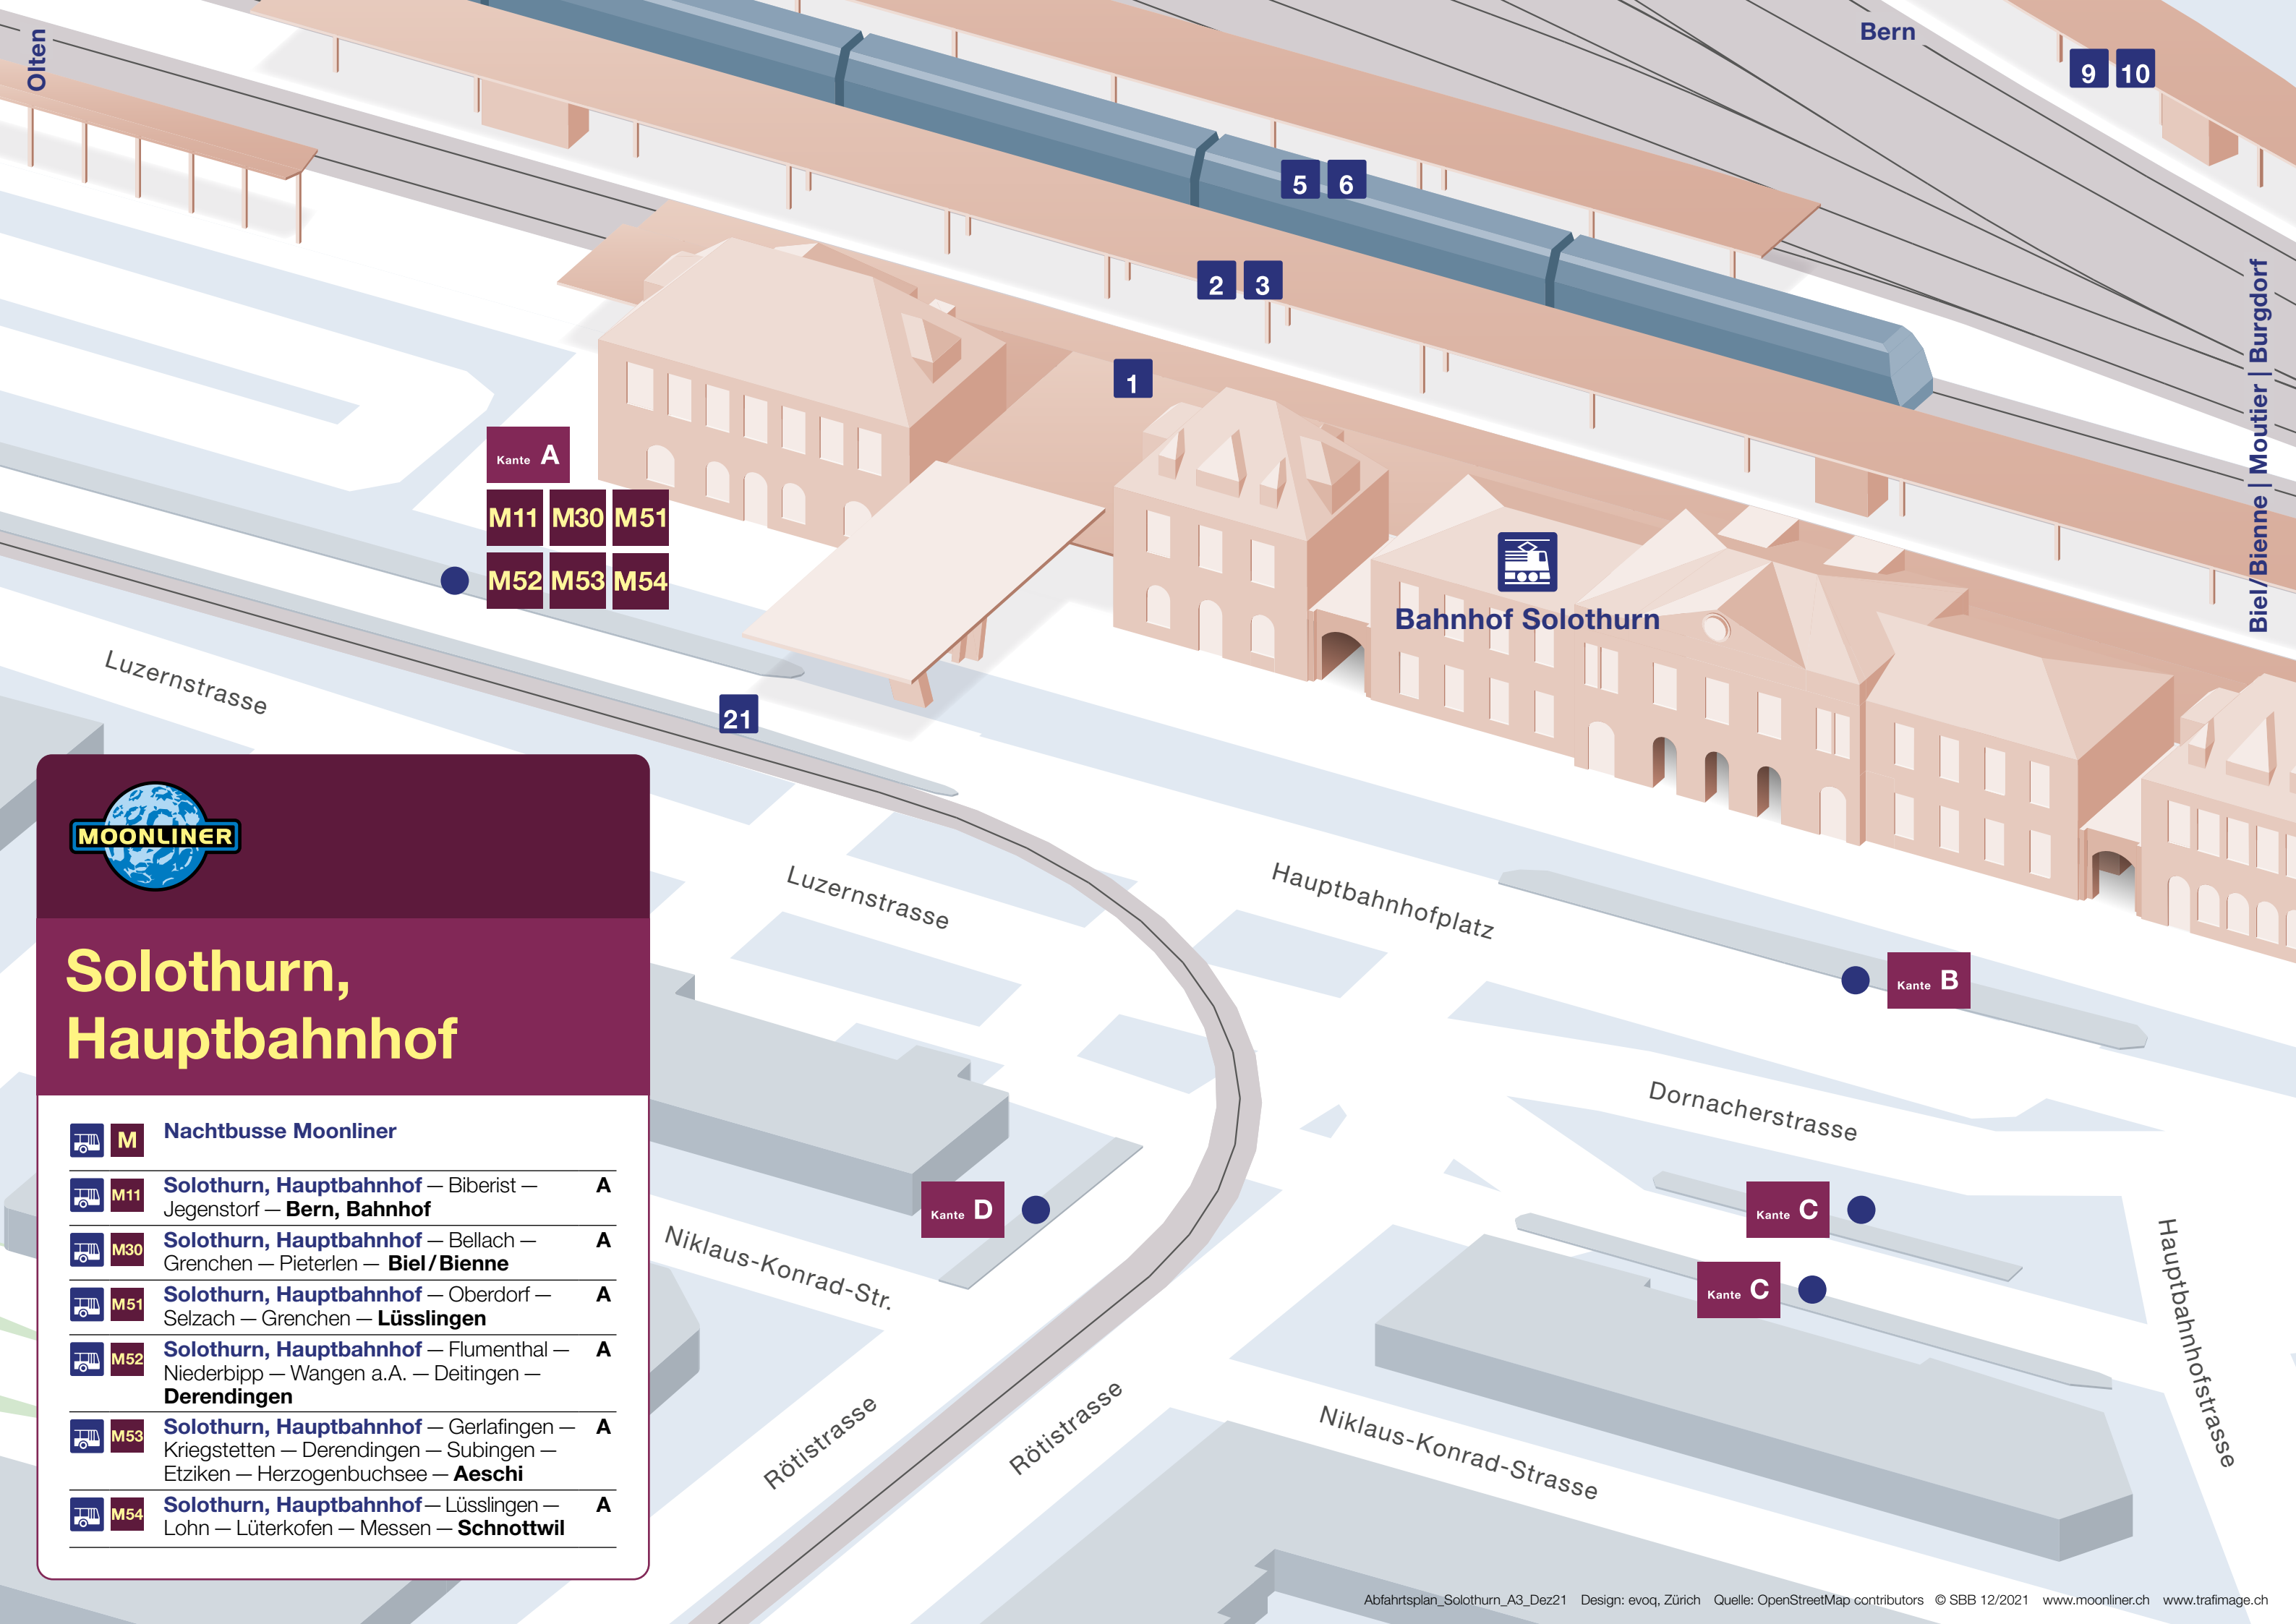 Olten
Bern
9 10
5 6
2 3
1
Biel/Bienne | Moutier | Burgdorf
Kante A
M11 M30 M51
M52 M53 M54
Bahnhof Solothurn
Luzernstrasse
21
Luzernstrasse
Hauptbahnhofplatz
Kante B
Dornacherstrasse
Kante D
Kante C
Kante C
Niklaus-Konrad-Str.
Hauptbahnhofstrasse
Rötistrasse
Rötistrasse
Niklaus-Konrad-Strasse
MOONLINER
Solothurn,
Hauptbahnhof
M Nachtbusse Moonliner
M11 Solothurn, Hauptbahnhof — Biberist — A
Jegenstorf — Bern, Bahnhof
M30 Solothurn, Hauptbahnhof — Bellach — A
Grenchen — Pieterlen — Biel/Bienne
M51 Solothurn, Hauptbahnhof — Oberdorf — A
Selzach — Grenchen — Lüsslingen
M52 Solothurn, Hauptbahnhof — Flumenthal — A
Niederbipp — Wangen a.A. — Deitingen —
Derendingen
M53 Solothurn, Hauptbahnhof — Gerlafingen — A
Kriegstetten — Derendingen — Subingen —
Etziken — Herzogenbuchsee — Aeschi
M54 Solothurn, Hauptbahnhof — Lüsslingen — A
Lohn — Lüterkofen — Messen — Schnottwil
Abfahrtsplan_Solothurn_A3_Dez21 Design: evoq, Zürich Quelle: OpenStreetMap contributors © SBB 12/2021 www.moonliner.ch www.trafimage.ch